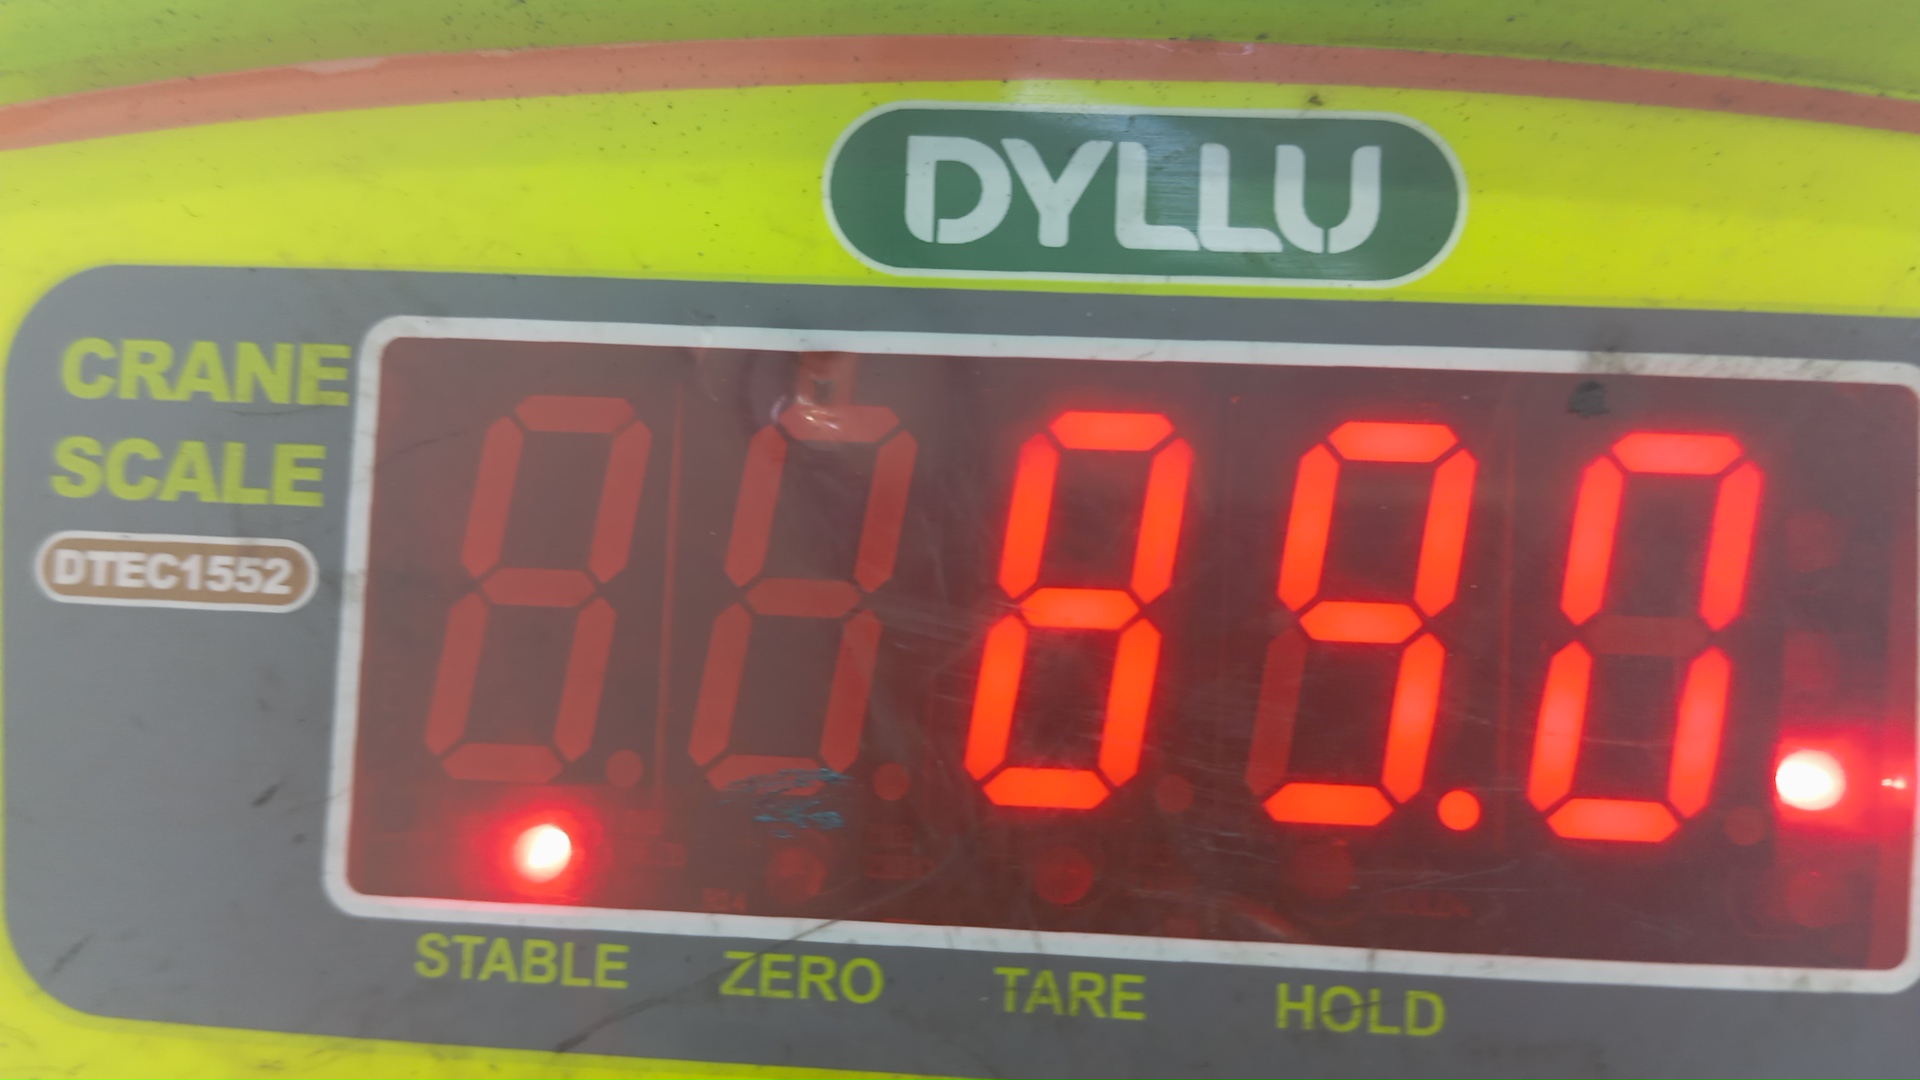 DYLLU
CRANE
SCALE
DTEC1552
89.0
STABLE ZERO TARE HOLD